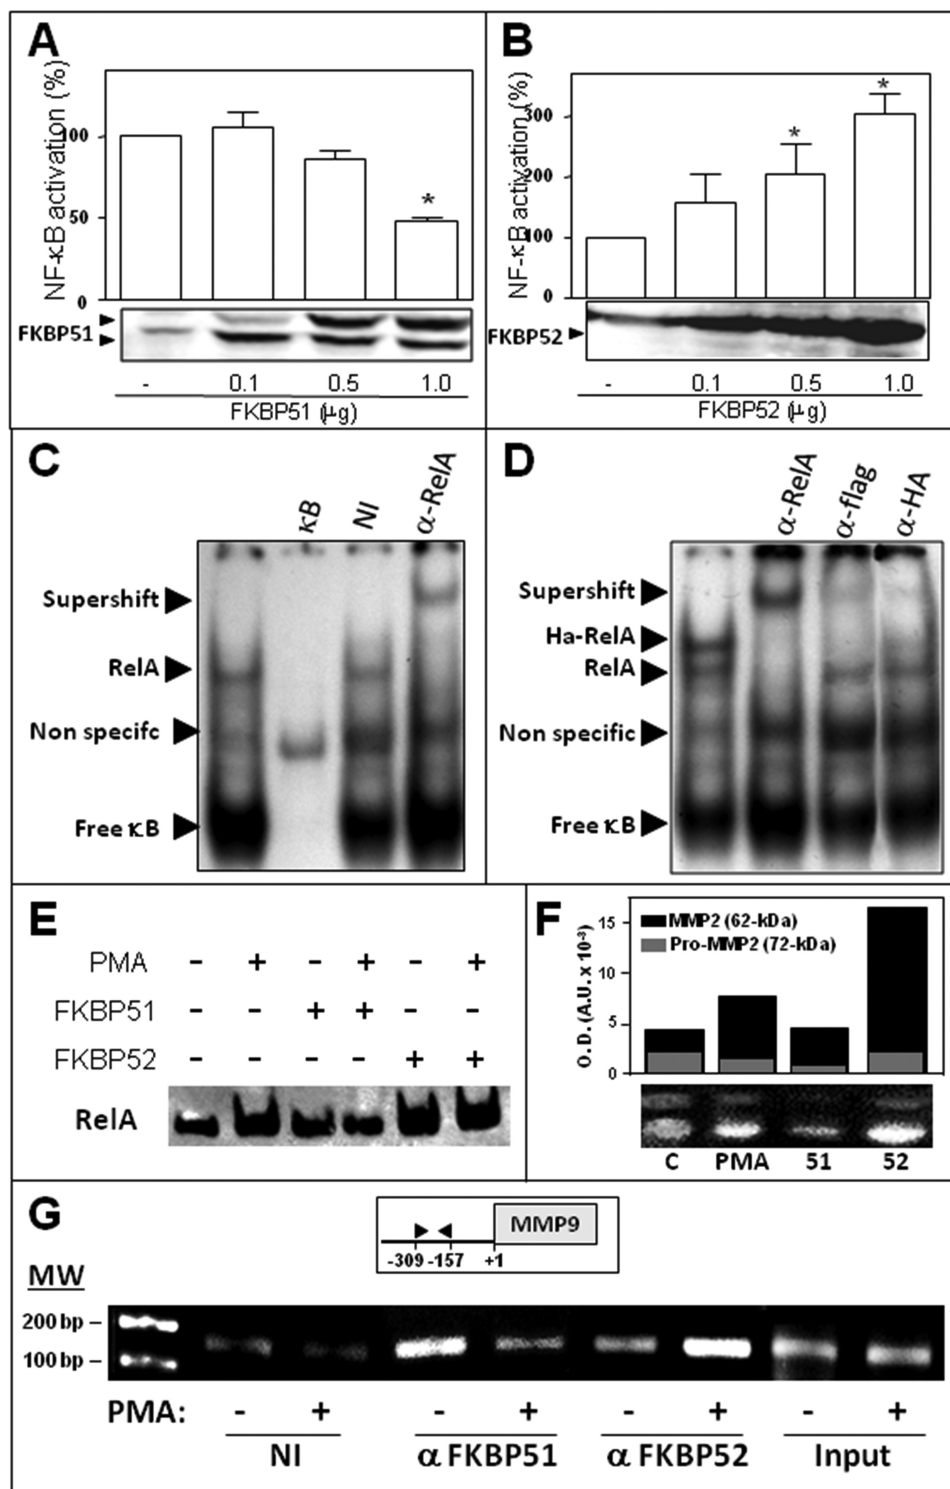 A
NF-κB activation (%)
100
50
0
FKBP51
- 0.1 0.5 1.0
FKBP51 (μg)
B
NF-κB activation (%)
300
200
100
0
* *
FKBP52
- 0.1 0.5 1.0
FKBP52 (μg)
*
C
κB NI α-RelA
Supershift
RelA
Non specifc
Free κB
D
α-RelA α-flag α-HA
Supershift
Ha-RelA
RelA
Non specific
Free κB
E
PMA - + - + - +
FKBP51 - - + + - -
FKBP52 - - - - + +
RelA
F
O.D. (A.U. x 10⁻³)
15
10
5
0
MMP2 (62-kDa)
Pro-MMP2 (72-kDa)
C PMA 51 52
G
MMP9
-309 -157 +1
MW
200 bp –
100 bp –
PMA: - + - + - + - +
NI α FKBP51 α FKBP52 Input